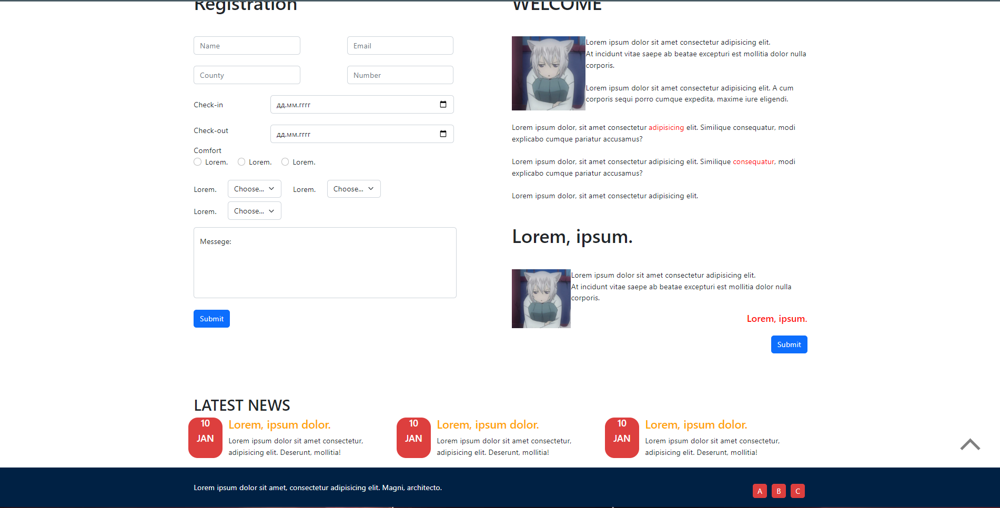 Registration
Name
Email
County
Number
Check-in
дд.мм.гггг
Check-out
дд.мм.гггг
Comfort
Lorem. Lorem. Lorem.
Lorem. Choose... Lorem. Choose...
Lorem. Choose...
Messege:
Submit
WELCOME
Lorem ipsum dolor sit amet consectetur adipisicing elit.
At incidunt vitae saepe ab beatae excepturi est mollitia dolor nulla
corporis.
Lorem ipsum dolor sit amet consectetur adipisicing elit. A cum
corporis sequi porro cumque expedita, maxime iure eligendi.
Lorem ipsum dolor, sit amet consectetur adipisicing elit. Similique consequatur, modi
explicabo cumque pariatur accusamus?
Lorem ipsum dolor, sit amet consectetur adipisicing elit. Similique consequatur, modi
explicabo cumque pariatur accusamus?
Lorem ipsum dolor, sit amet consectetur adipisicing elit.
Lorem, ipsum.
Lorem ipsum dolor sit amet consectetur adipisicing elit.
At incidunt vitae saepe ab beatae excepturi est mollitia dolor nulla
corporis.
Lorem, ipsum.
Submit
LATEST NEWS
10
JAN
Lorem, ipsum dolor.
Lorem ipsum dolor sit amet consectetur,
adipisicing elit. Deserunt, mollitia!
10
JAN
Lorem, ipsum dolor.
Lorem ipsum dolor sit amet consectetur,
adipisicing elit. Deserunt, mollitia!
10
JAN
Lorem, ipsum dolor.
Lorem ipsum dolor sit amet consectetur,
adipisicing elit. Deserunt, mollitia!
Lorem ipsum dolor sit amet, consectetur adipisicing elit. Magni, architecto.
A B C